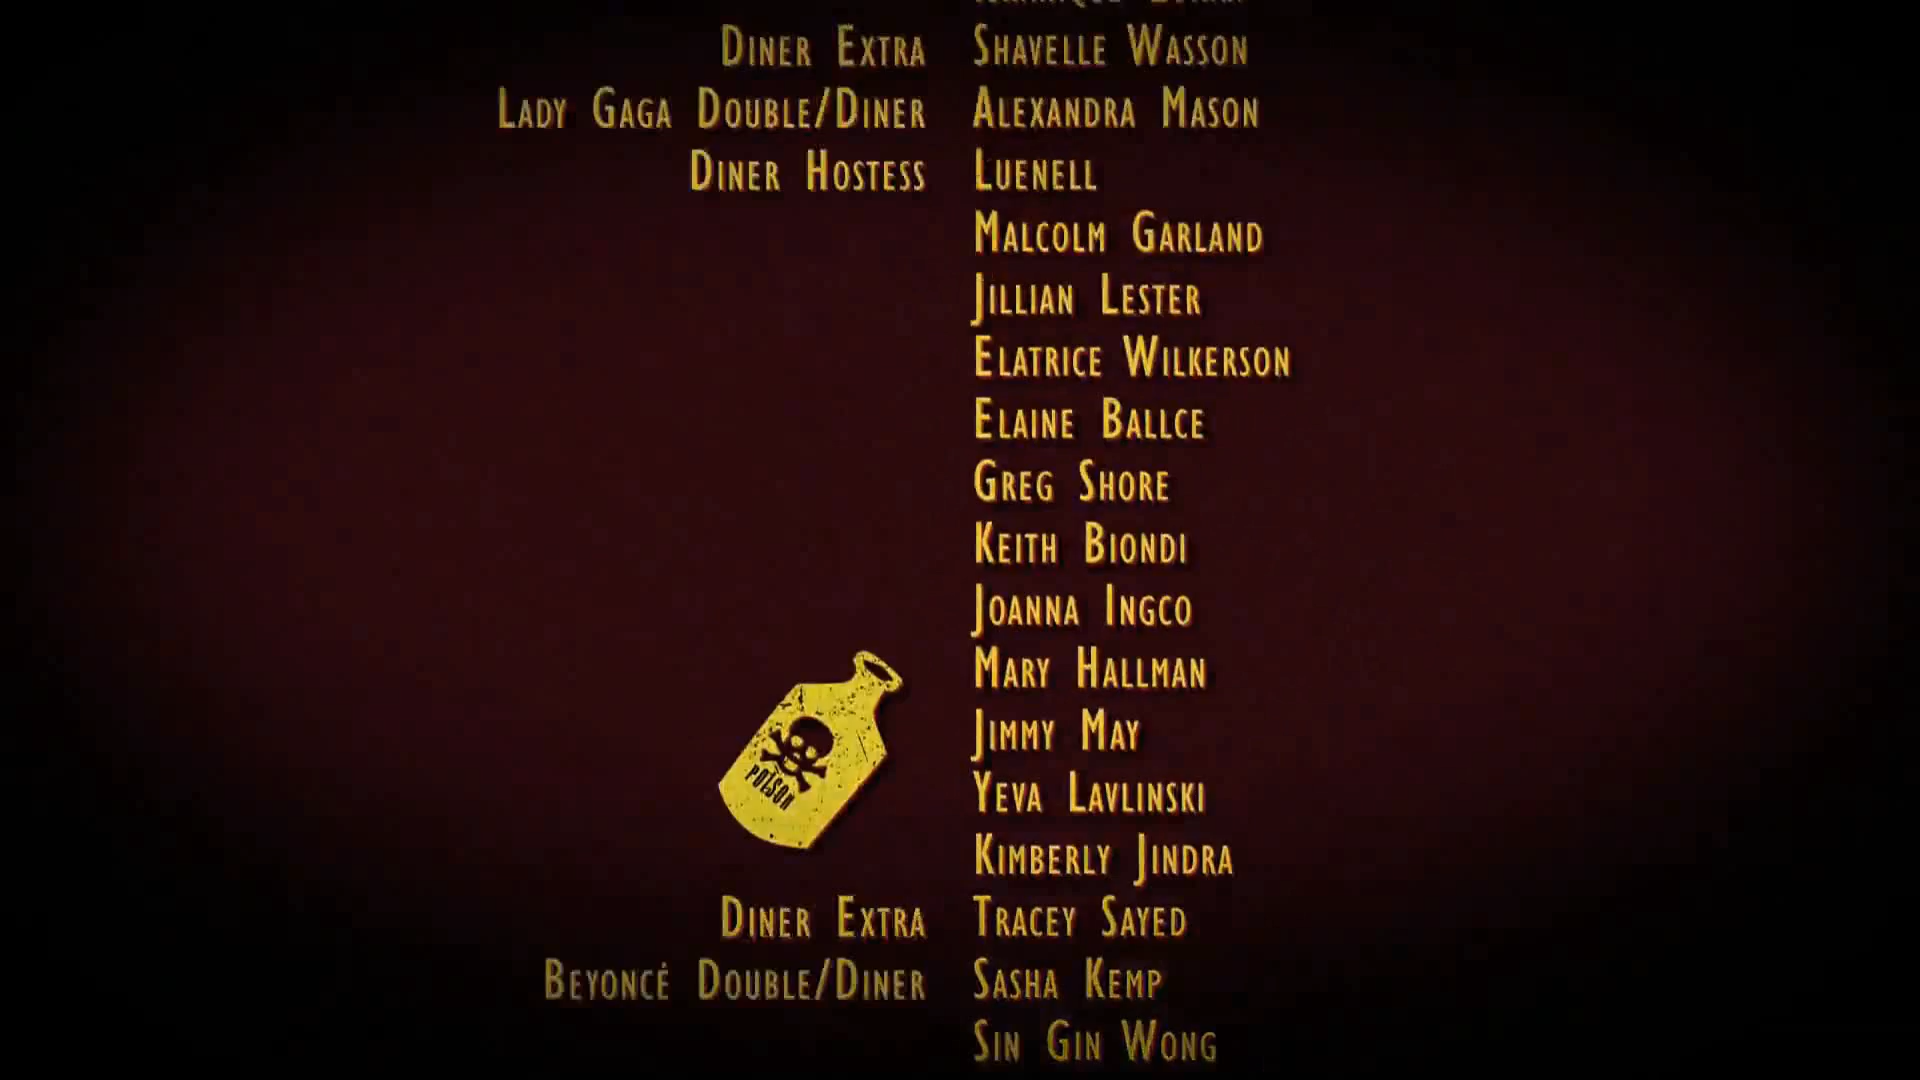 Diner Extra Shavelle Wasson
Lady Gaga Double/Diner Alexandra Mason
Diner Hostess Luenell
Malcolm Garland
Jillian Lester
Elatrice Wilkerson
Elaine Ballce
Greg Shore
Keith Biondi
Joanna Ingco
Mary Hallman
Jimmy May
POISON
Yeva Lavlinski
Kimberly Jindra
Diner Extra Tracey Sayed
Beyoncé Double/Diner Sasha Kemp
Sin Gin Wong